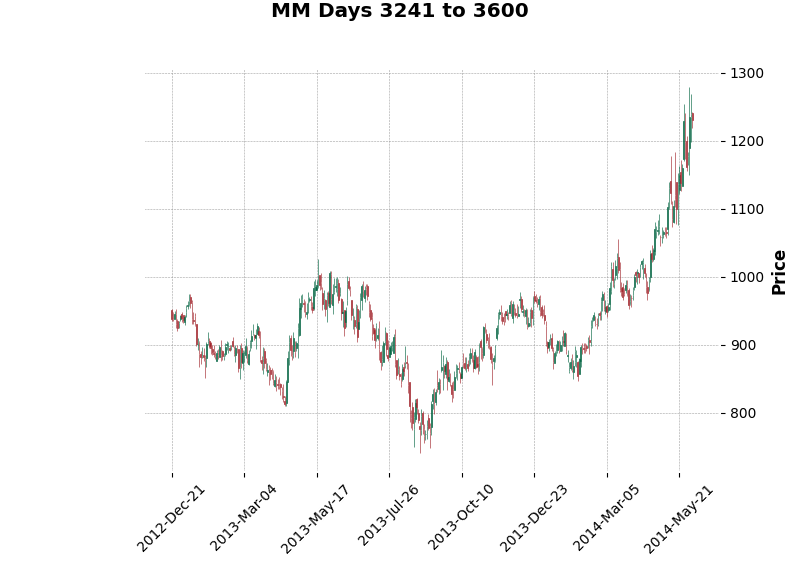 MM Days 3241 to 3600
1300
1200
1100
1000
900
800
Price
2012-Dec-21
2013-Mar-04
2013-May-17
2013-Jul-26
2013-Oct-10
2013-Dec-23
2014-Mar-05
2014-May-21